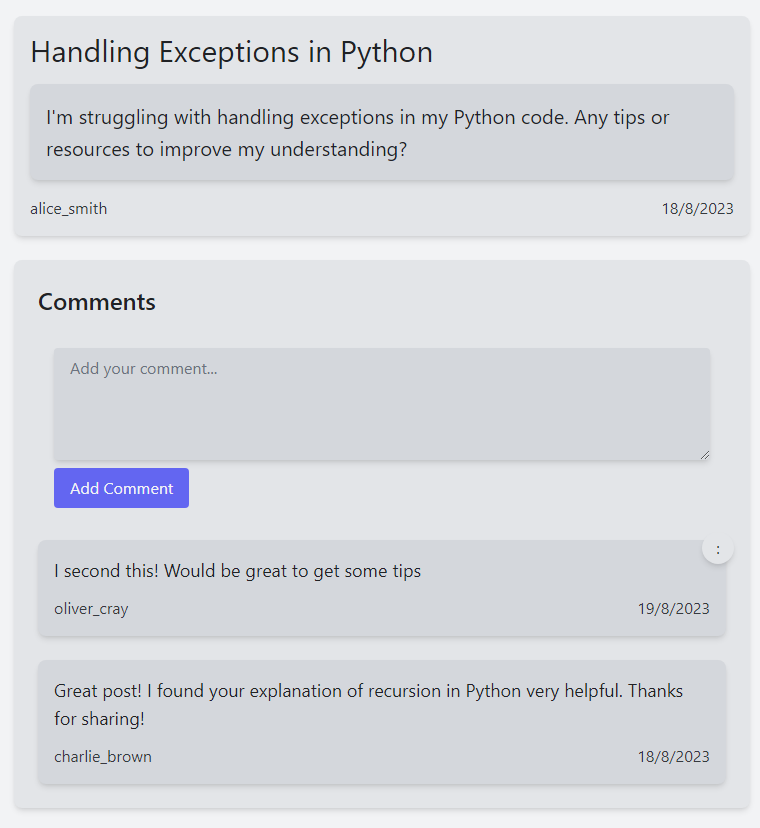 Handling Exceptions in Python
I'm struggling with handling exceptions in my Python code. Any tips or
resources to improve my understanding?
alice_smith 18/8/2023
Comments
Add your comment...
Add Comment
:
I second this! Would be great to get some tips
oliver_cray 19/8/2023
Great post! I found your explanation of recursion in Python very helpful. Thanks
for sharing!
charlie_brown 18/8/2023